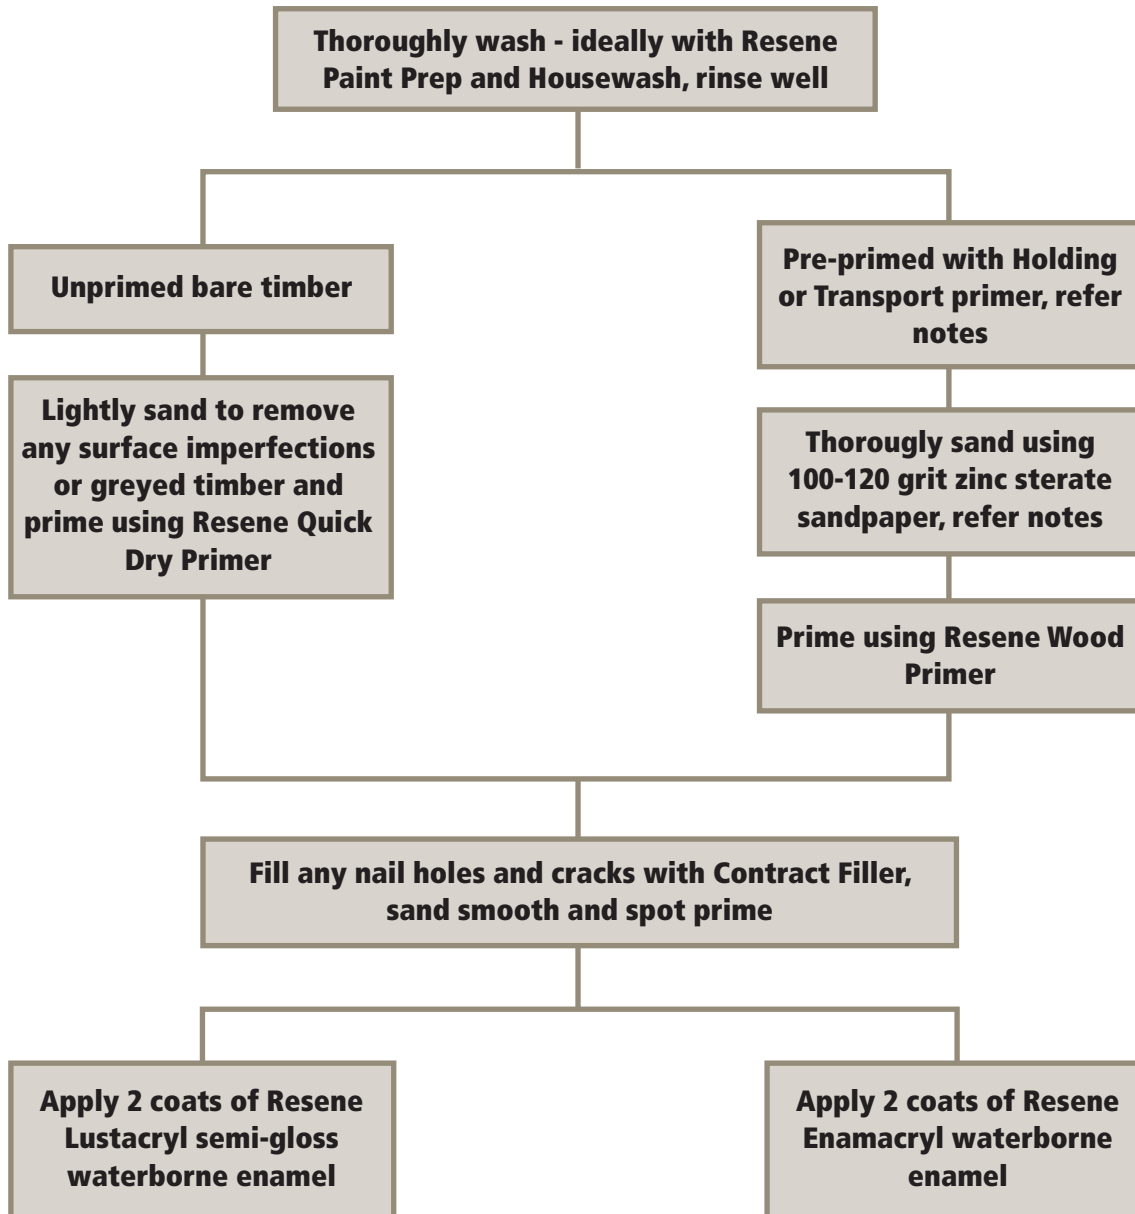 Thoroughly wash - ideally with Resene
Paint Prep and Housewash, rinse well
Unprimed bare timber
Lightly sand to remove
any surface imperfections
or greyed timber and
prime using Resene Quick
Dry Primer
Pre-primed with Holding
or Transport primer, refer
notes
Thorougly sand using
100-120 grit zinc sterate
sandpaper, refer notes
Prime using Resene Wood
Primer
Fill any nail holes and cracks with Contract Filler,
sand smooth and spot prime
Apply 2 coats of Resene
Lustacryl semi-gloss
waterborne enamel
Apply 2 coats of Resene
Enamacryl waterborne
enamel